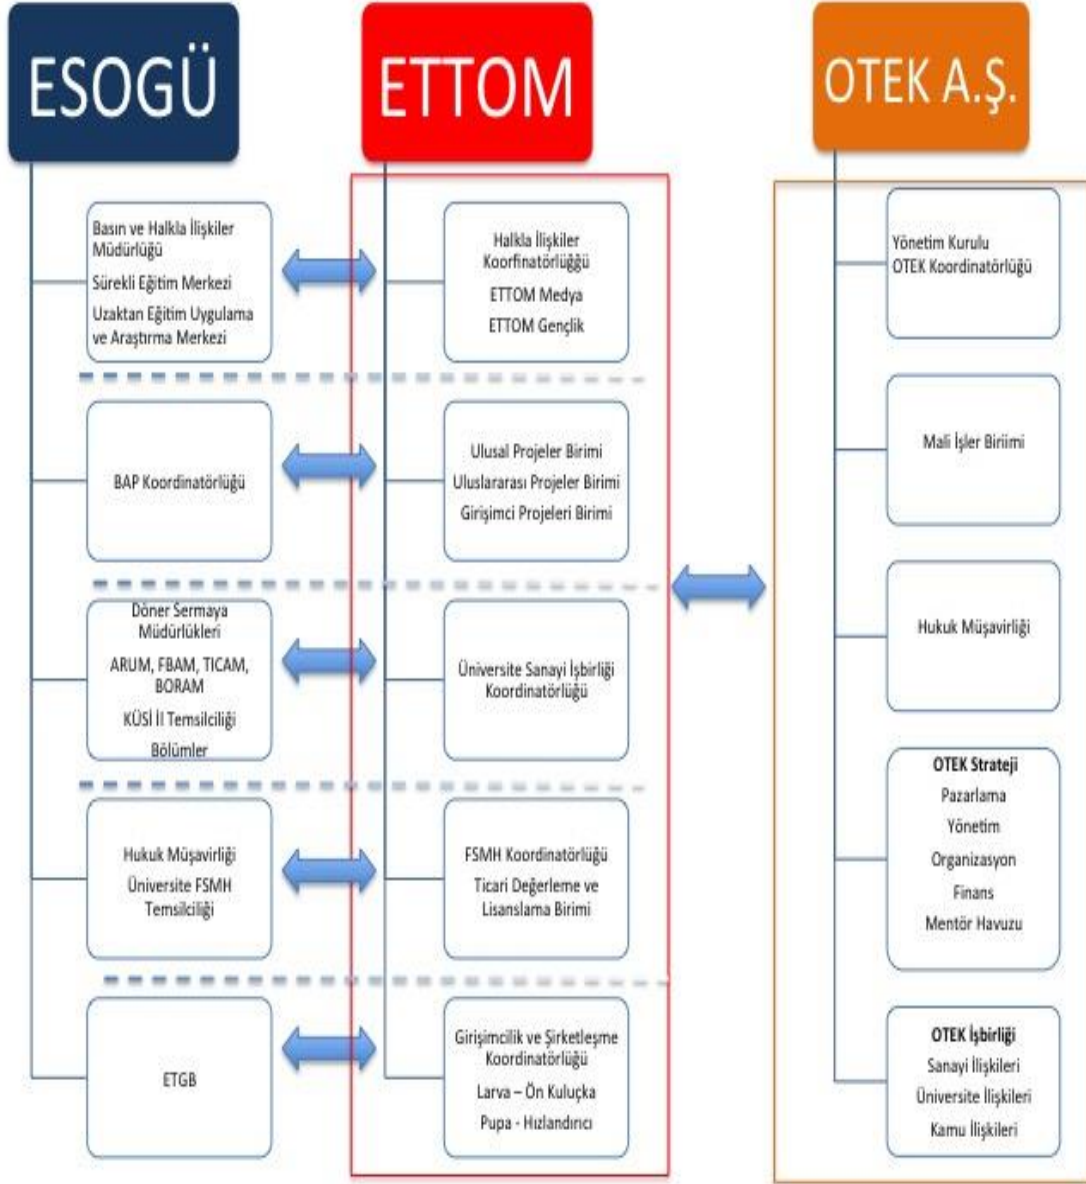 ESOGÜ
Basın ve Halkla İlişkiler
Müdürlüğü
Sürekli Eğitim Merkezi
Uzaktan Eğitim Uygulama
ve Araştırma Merkezi
BAP Koordinatörlüğü
Döner Sermaya
Müdürlükleri
ARUM, FBAM, TICAM,
BORAM
KÜSİ İl Temsilciliği
Bölümler
Hukuk Müşavirliği
Üniversite FSMH
Temsilciliği
ETGB
ETTOM
Halkla İlişkiler
Koorfinatörlüğğü
ETTOM Medya
ETTOM Gençlik
Ulusal Projeler Birimi
Uluslararası Projeler Birimi
Girişimci Projeleri Birimi
Üniversite Sanayi İşbirliği
Koordinatörlüğü
FSMH Koordinatörlüğü
Ticari Değerleme ve
Lisanslama Birimi
Girişimcilik ve Şirketleşme
Koordinatörlüğü
Larva – Ön Kuluçka
Pupa - Hızlandırıcı
OTEK A.Ş.
Yönetim Kurulu
OTEK Koordinatörlüğü
Mali İşler Biriimi
Hukuk Müşavirliği
OTEK Strateji
Pazarlama
Yönetim
Organizasyon
Finans
Mentör Havuzu
OTEK İşbirliği
Sanayi İlişkileri
Üniversite İlişkileri
Kamu İlişkileri